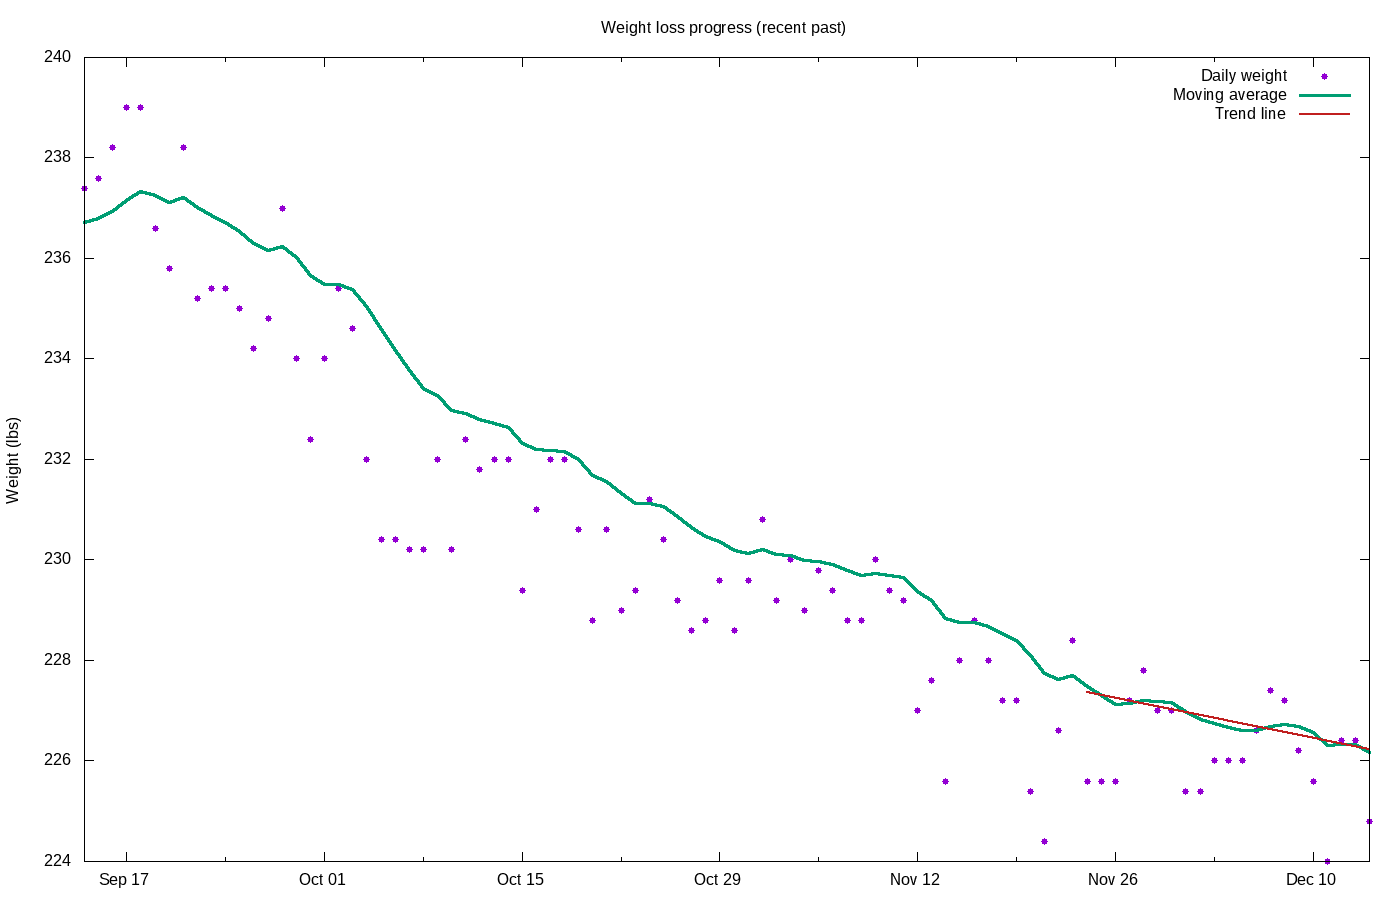 Weight loss progress (recent past)
Daily weight
Moving average
Trend line
Weight (lbs)
240
238
236
234
232
230
228
226
224
Sep 17 Oct 01 Oct 15 Oct 29 Nov 12 Nov 26 Dec 10